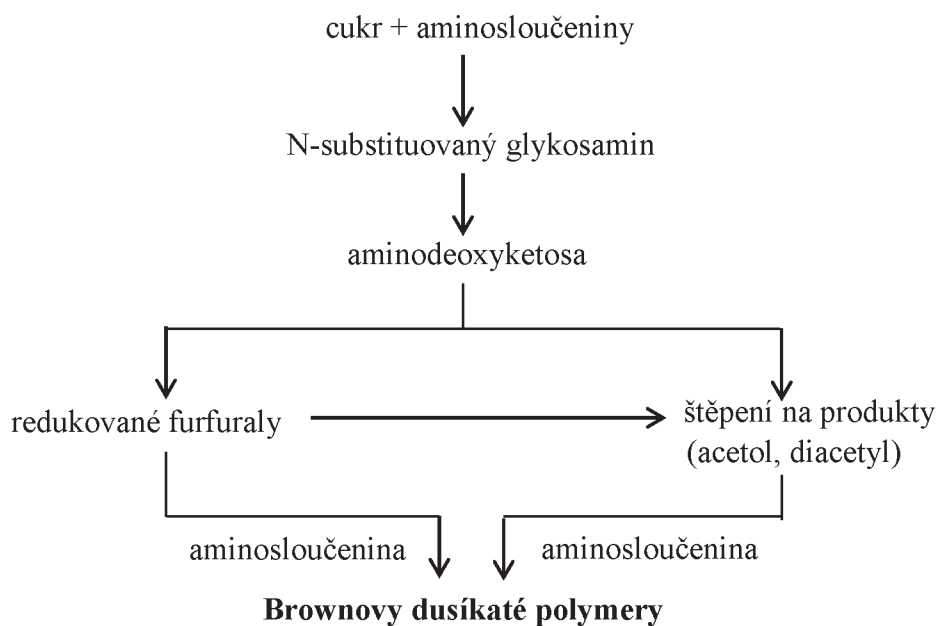 cukr + aminosloučeniny
N-substituovaný glykosamin
aminodeoxyketosa
redukované furfuraly
štěpení na produkty
(acetol, diacetyl)
aminosloučenina
aminosloučenina
Brownovy dusíkaté polymery